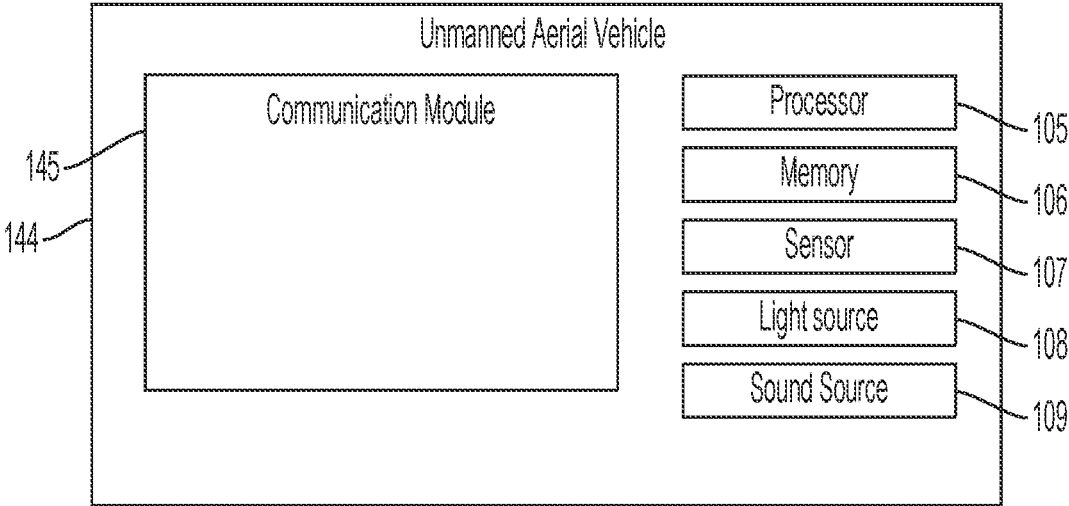 Unmanned Aerial Vehicle
Communication Module
145
144
Processor
105
Memory
106
Sensor
107
Light source
108
Sound Source
109